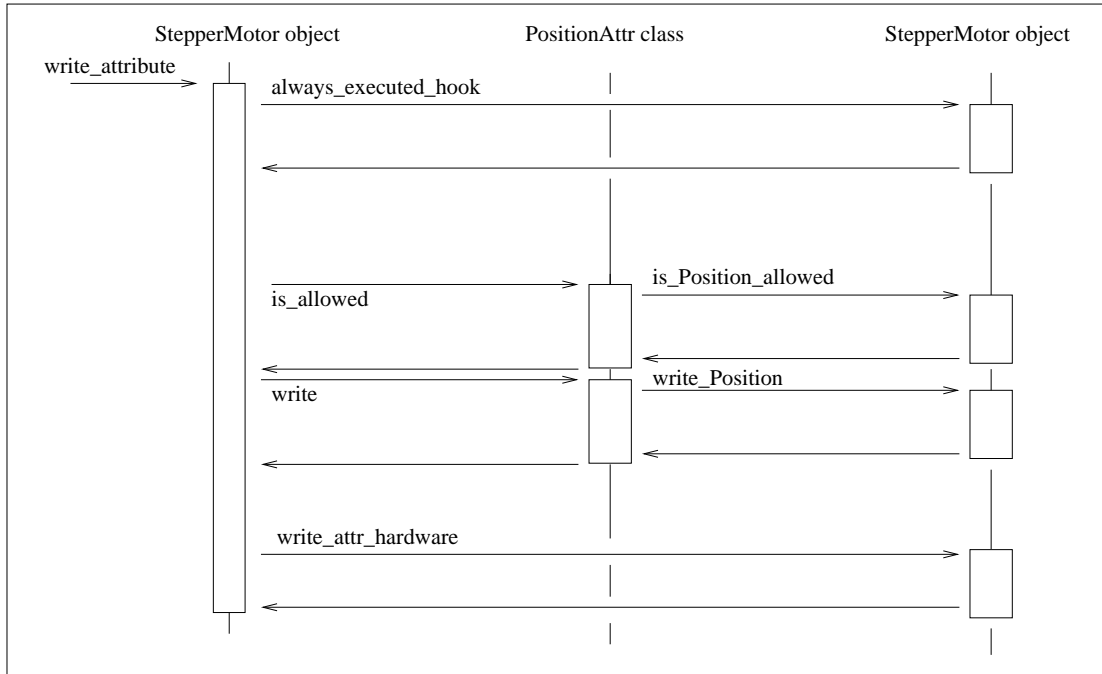 StepperMotor object
PositionAttr class
StepperMotor object
write_attribute
always_executed_hook
is_Position_allowed
is_allowed
write_Position
write
write_attr_hardware